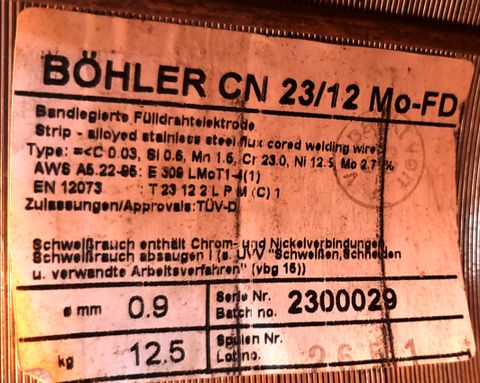 BÖHLER CN 23/12 Mo-FD
Bandlegierte Fülldrahtelektrode
Strip - alloyed stainless steel flux cored welding wire
Type: =<C 0.03, Si 0.6, Mn 1.5, Cr 23.0, Ni 12.5, Mo 2.7%
AWS A5.22-95: E 309 LMoT1-4(1)
EN 12073 : T 23 12 2 L P M (C) 1
Zulassungen/Approvals: TÜV-D
Schweißrauch enthält Chrom- und Nickelverbindungen,
Schweißrauch absaugen ! (s. UVV "Schweißen, Schneiden
u. verwandte Arbeitsverfahren" (vbg 15))
ø mm 0.9 Serie Nr. Batch no. 2300029
kg 12.5 Spulen Nr. Lot no. 2651